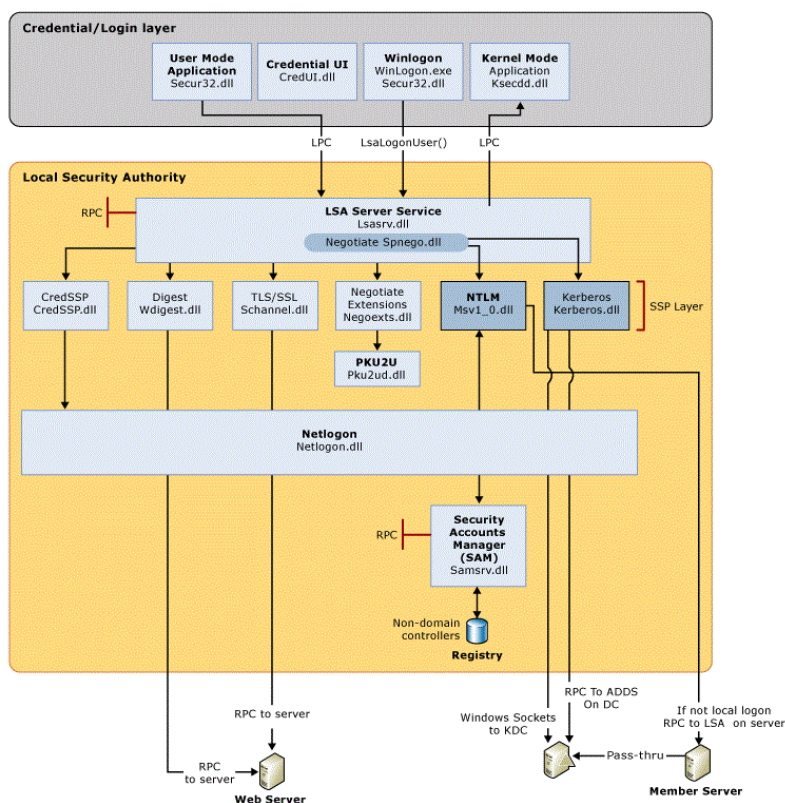 Credential/Login layer
User Mode
Application
Secur32.dll
Credential UI
CredUI.dll
Winlogon
WinLogon.exe
Secur32.dll
Kernel Mode
Application
Ksecdd.dll
LPC
LsaLogonUser()
LPC
Local Security Authority
RPC
LSA Server Service
Lsasrv.dll
Negotiate Spnego.dll
CredSSP
CredSSP.dll
Digest
Wdigest.dll
TLS/SSL
Schannel.dll
Negotiate
Extensions
Negoexts.dll
NTLM
Msv1_0.dll
Kerberos
Kerberos.dll
SSP Layer
PKU2U
Pku2ud.dll
Netlogon
Netlogon.dll
RPC
Security
Accounts
Manager
(SAM)
Samsrv.dll
Non-domain
controllers
Registry
RPC to server
Windows Sockets
to KDC
RPC To ADDS
On DC
If not local logon
RPC to LSA on server
RPC
to server
Web Server
Pass-thru
Member Server